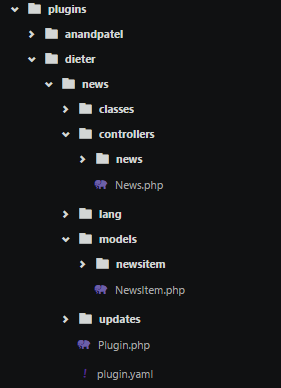 plugins
anandpatel
dieter
news
classes
controllers
news
News.php
lang
models
newsitem
NewsItem.php
updates
Plugin.php
! plugin.yaml